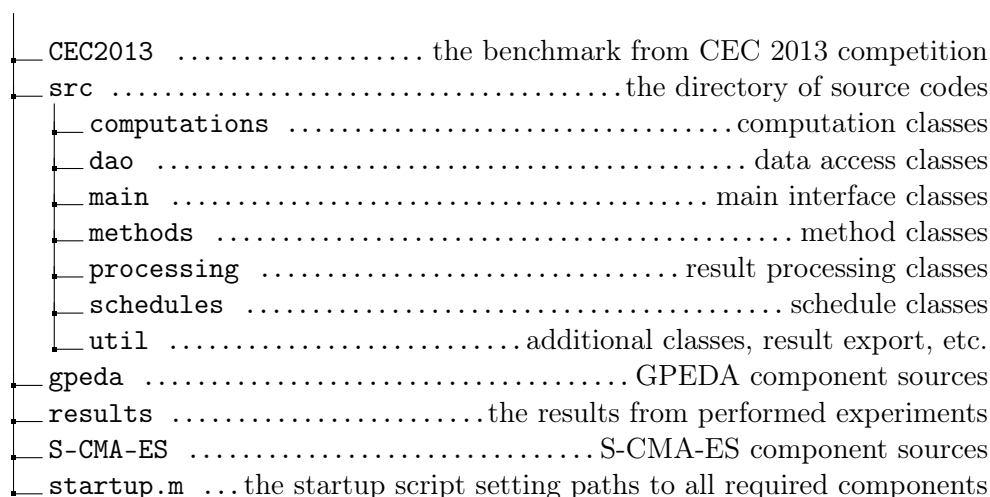 CEC2013 ................... the benchmark from CEC 2013 competition
src ....................................... the directory of source codes
computations .................................. computation classes
dao ............................................. data access classes
main ......................................... main interface classes
methods ............................................ method classes
processing ................................ result processing classes
schedules ......................................... schedule classes
util ........................... additional classes, result export, etc.
gpeda ..................................... GPEDA component sources
results ........................ the results from performed experiments
S-CMA-ES ............................... S-CMA-ES component sources
startup.m ... the startup script setting paths to all required components